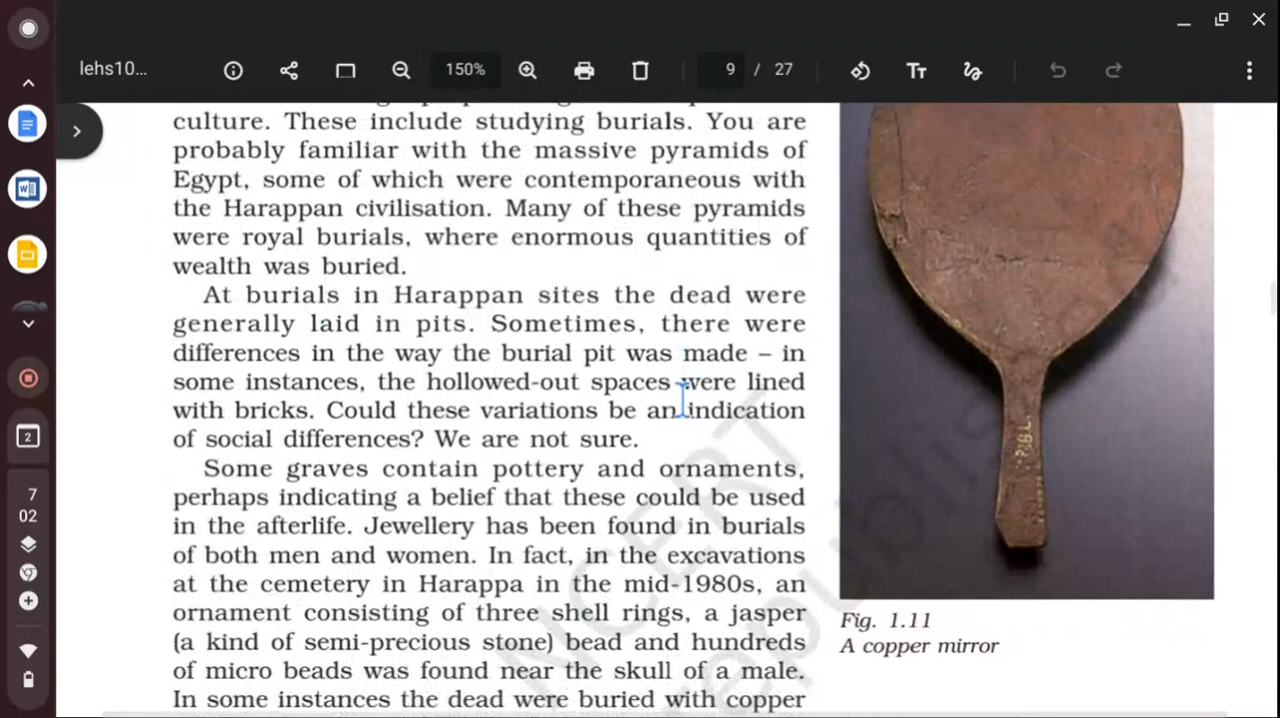 lehs10...
150%
9 / 27
Tт
culture. These include studying burials. You are
probably familiar with the massive pyramids of
Egypt, some of which were contemporaneous with
the Harappan civilisation. Many of these pyramids
were royal burials, where enormous quantities of
wealth was buried.
At burials in Harappan sites the dead were
generally laid in pits. Sometimes, there were
differences in the way the burial pit was made – in
some instances, the hollowed-out spaces were lined
with bricks. Could these variations be an indication
of social differences? We are not sure.
Some graves contain pottery and ornaments,
perhaps indicating a belief that these could be used
in the afterlife. Jewellery has been found in burials
of both men and women. In fact, in the excavations
at the cemetery in Harappa in the mid-1980s, an
ornament consisting of three shell rings, a jasper
(a kind of semi-precious stone) bead and hundreds
of micro beads was found near the skull of a male.
In some instances the dead were buried with copper
Fig. 1.11
A copper mirror
NCERT
republis
W
2
7
02